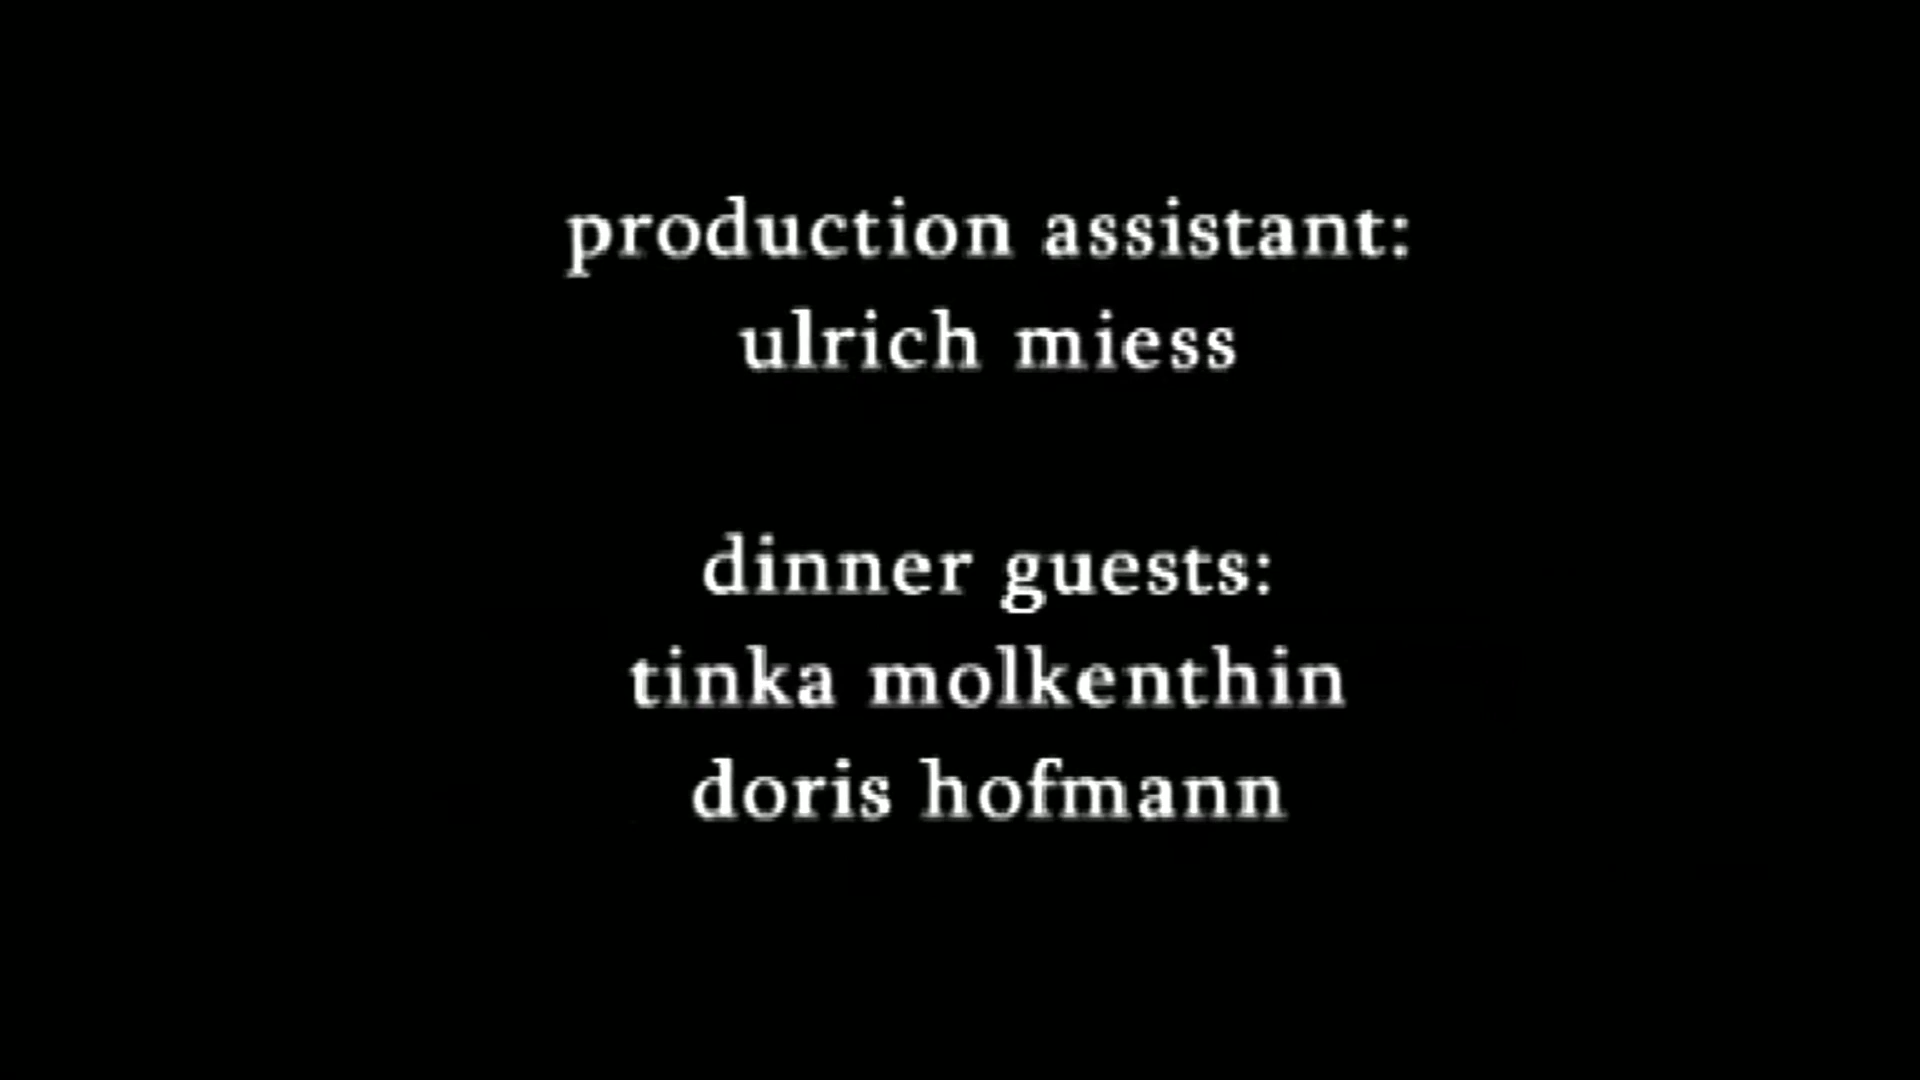 production assistant:
ulrich miess
dinner guests:
tinka molkenthin
doris hofmann